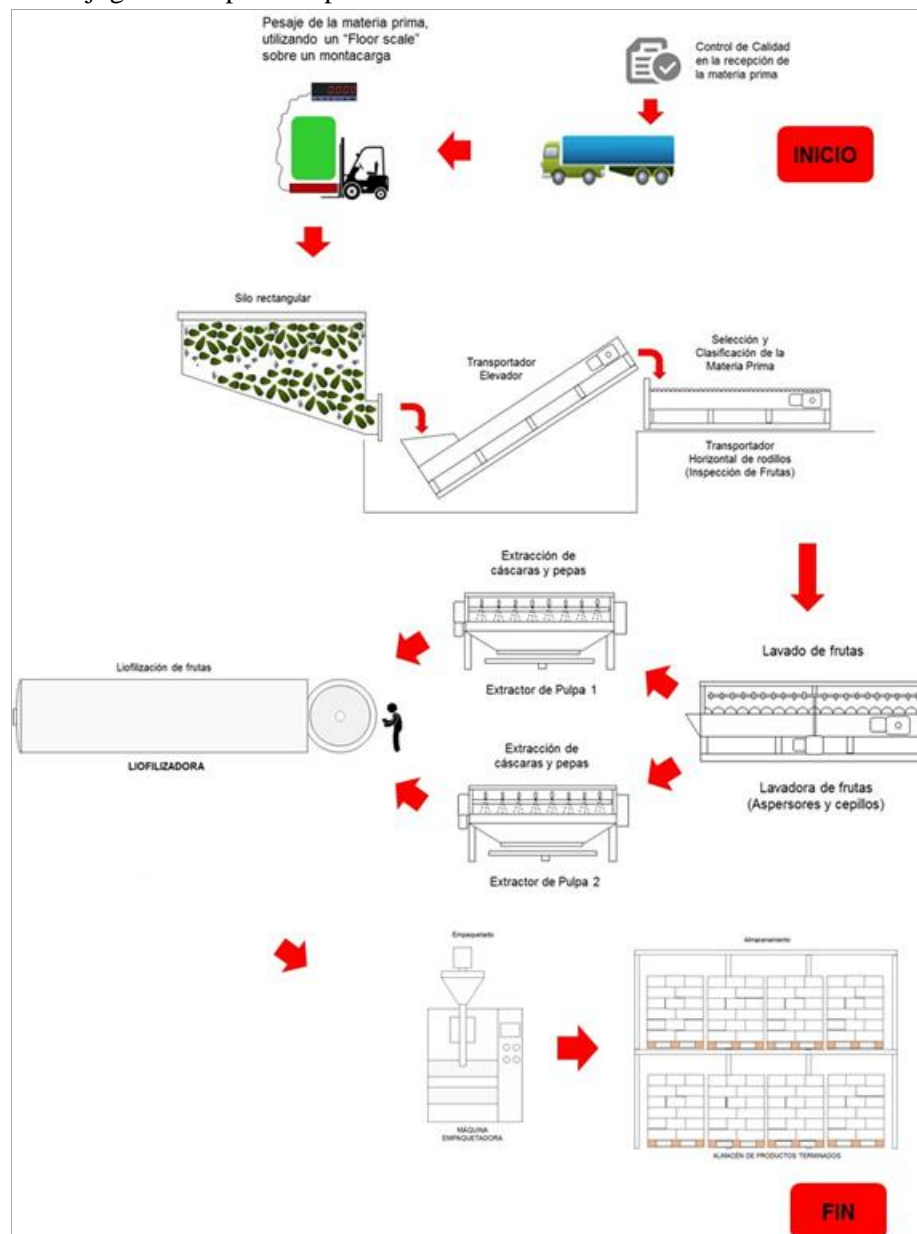 Pesaje de la materia prima,
utilizando un "Floor scale"
sobre un montacarga
Control de Calidad
en la recepción de
la materia prima
INICIO
Silo rectangular
Transportador
Elevador
Selección y
Clasificación de la
Materia Prima
Transportador
Horizontal de rodillos
(Inspección de Frutas)
Extracción de
cáscaras y pepas
Extractor de Pulpa 1
Lavado de frutas
Lavadora de frutas
(Aspersores y cepillos)
Liofilización de frutas
LIOFILIZADORA
Extracción de
cáscaras y pepas
Extractor de Pulpa 2
Empaquetado
MÁQUINA
EMPAQUETADORA
Almacenamiento
ALMACÉN DE PRODUCTOS TERMINADOS
FIN